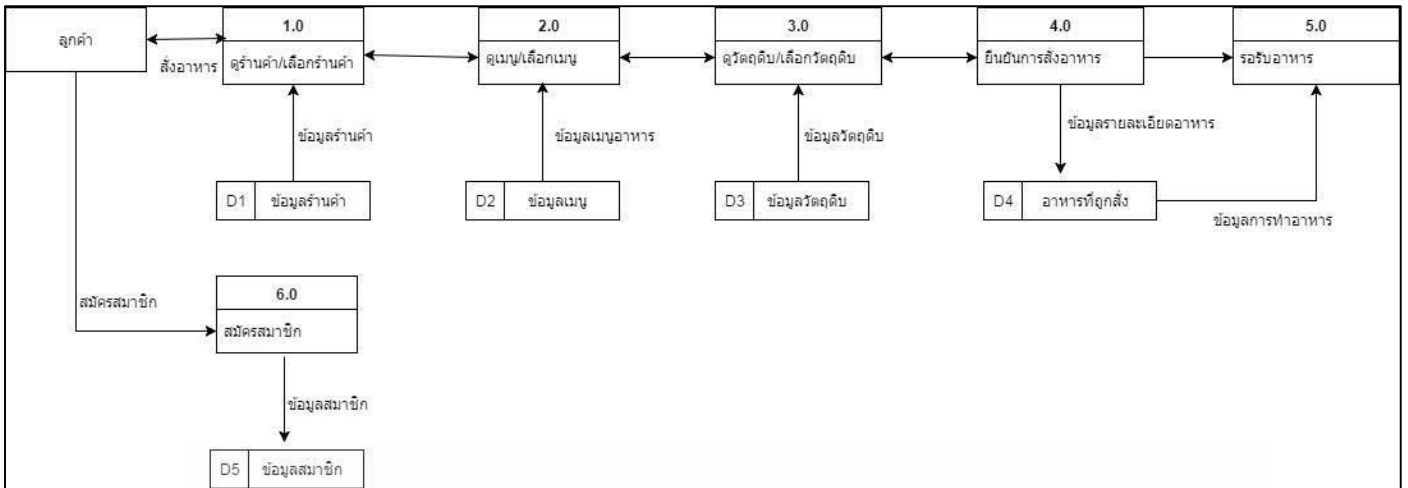 ลูกค้า
สั่งอาหาร
1.0
ดูร้านค้า/เลือกร้านค้า
2.0
ดูเมนู/เลือกเมนู
3.0
ดูวัตถุดิบ/เลือกวัตถุดิบ
4.0
ยืนยันการสั่งอาหาร
5.0
รอรับอาหาร
ข้อมูลร้านค้า
ข้อมูลเมนูอาหาร
ข้อมูลวัตถุดิบ
ข้อมูลรายละเอียดอาหาร
D1 ข้อมูลร้านค้า
D2 ข้อมูลเมนู
D3 ข้อมูลวัตถุดิบ
D4 อาหารที่ถูกสั่ง
ข้อมูลการทำอาหาร
สมัครสมาชิก
6.0
สมัครสมาชิก
ข้อมูลสมาชิก
D5 ข้อมูลสมาชิก